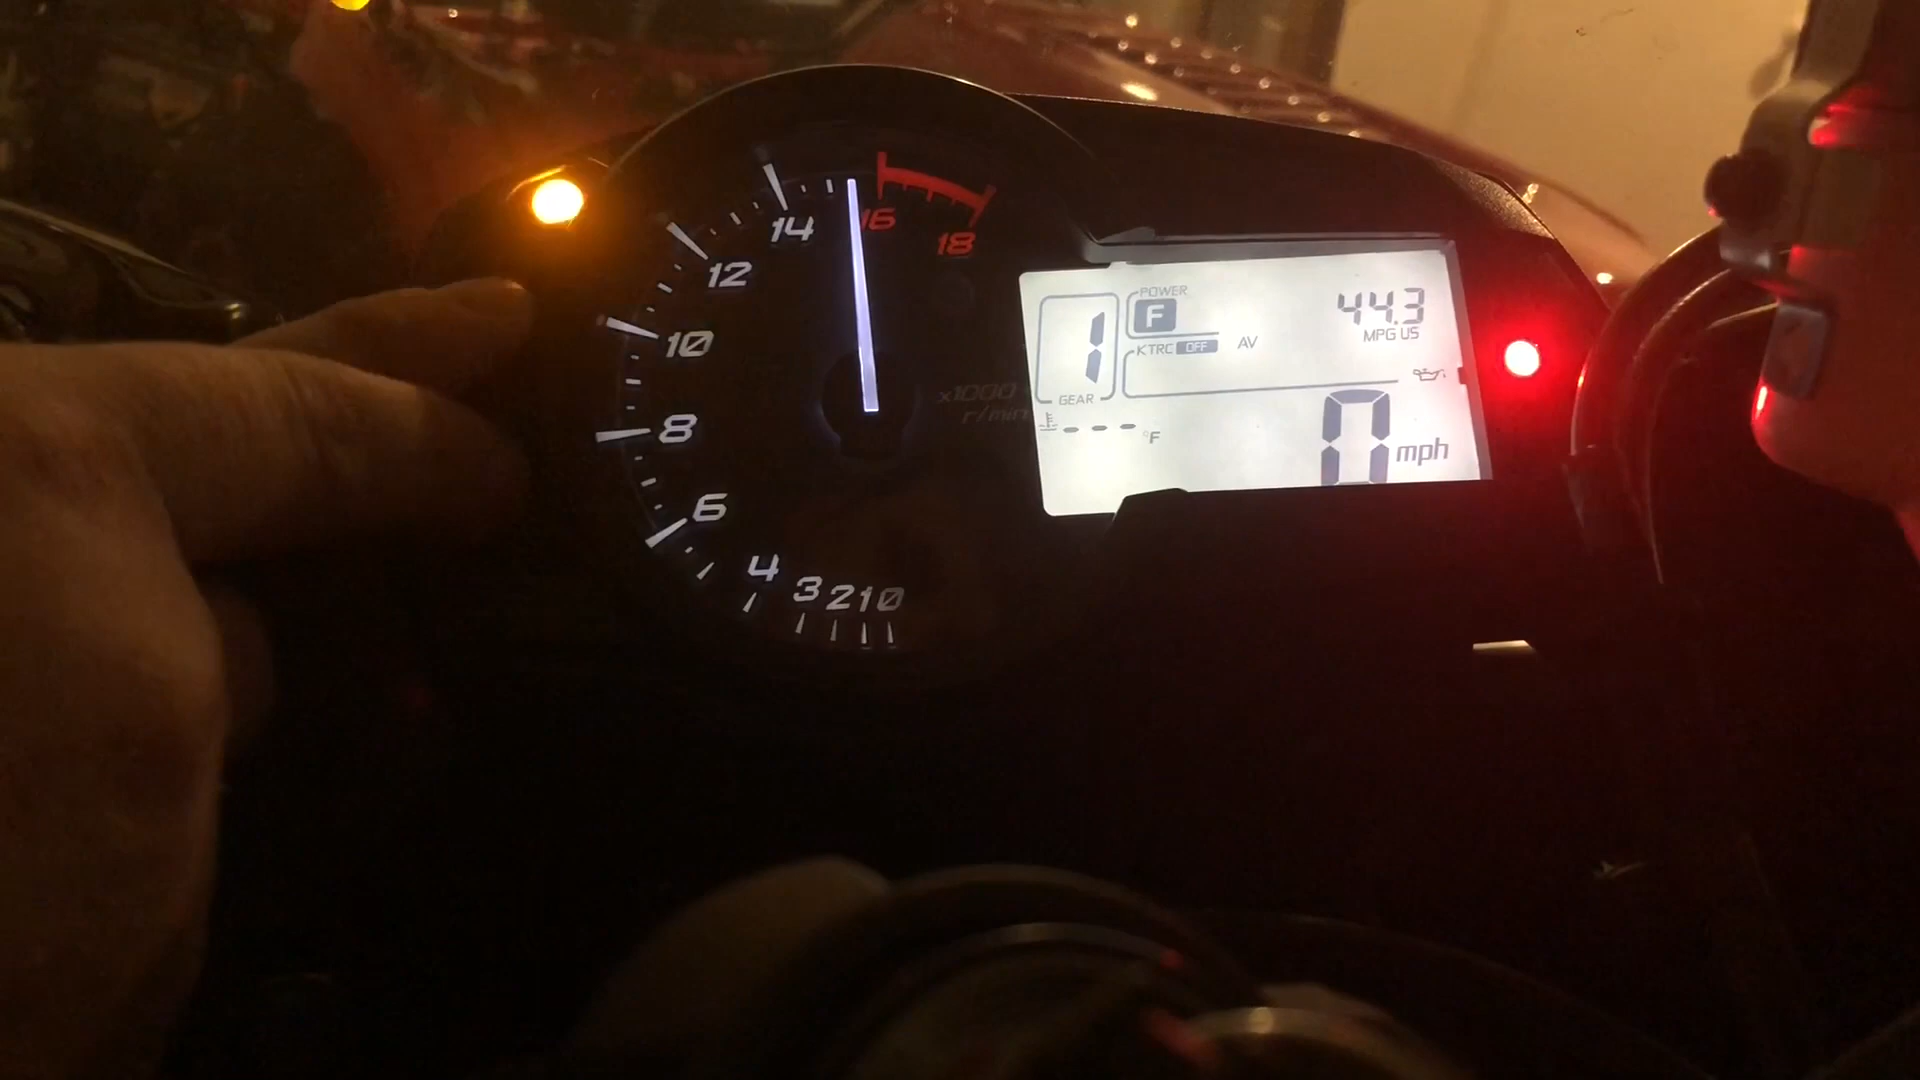 14
16
18
12
10
8
6
4
3
2
1
0
x1000
r/min
1
GEAR
POWER
F
KTRC OFF
AV
44.3
MPG US
--- °F
0 mph